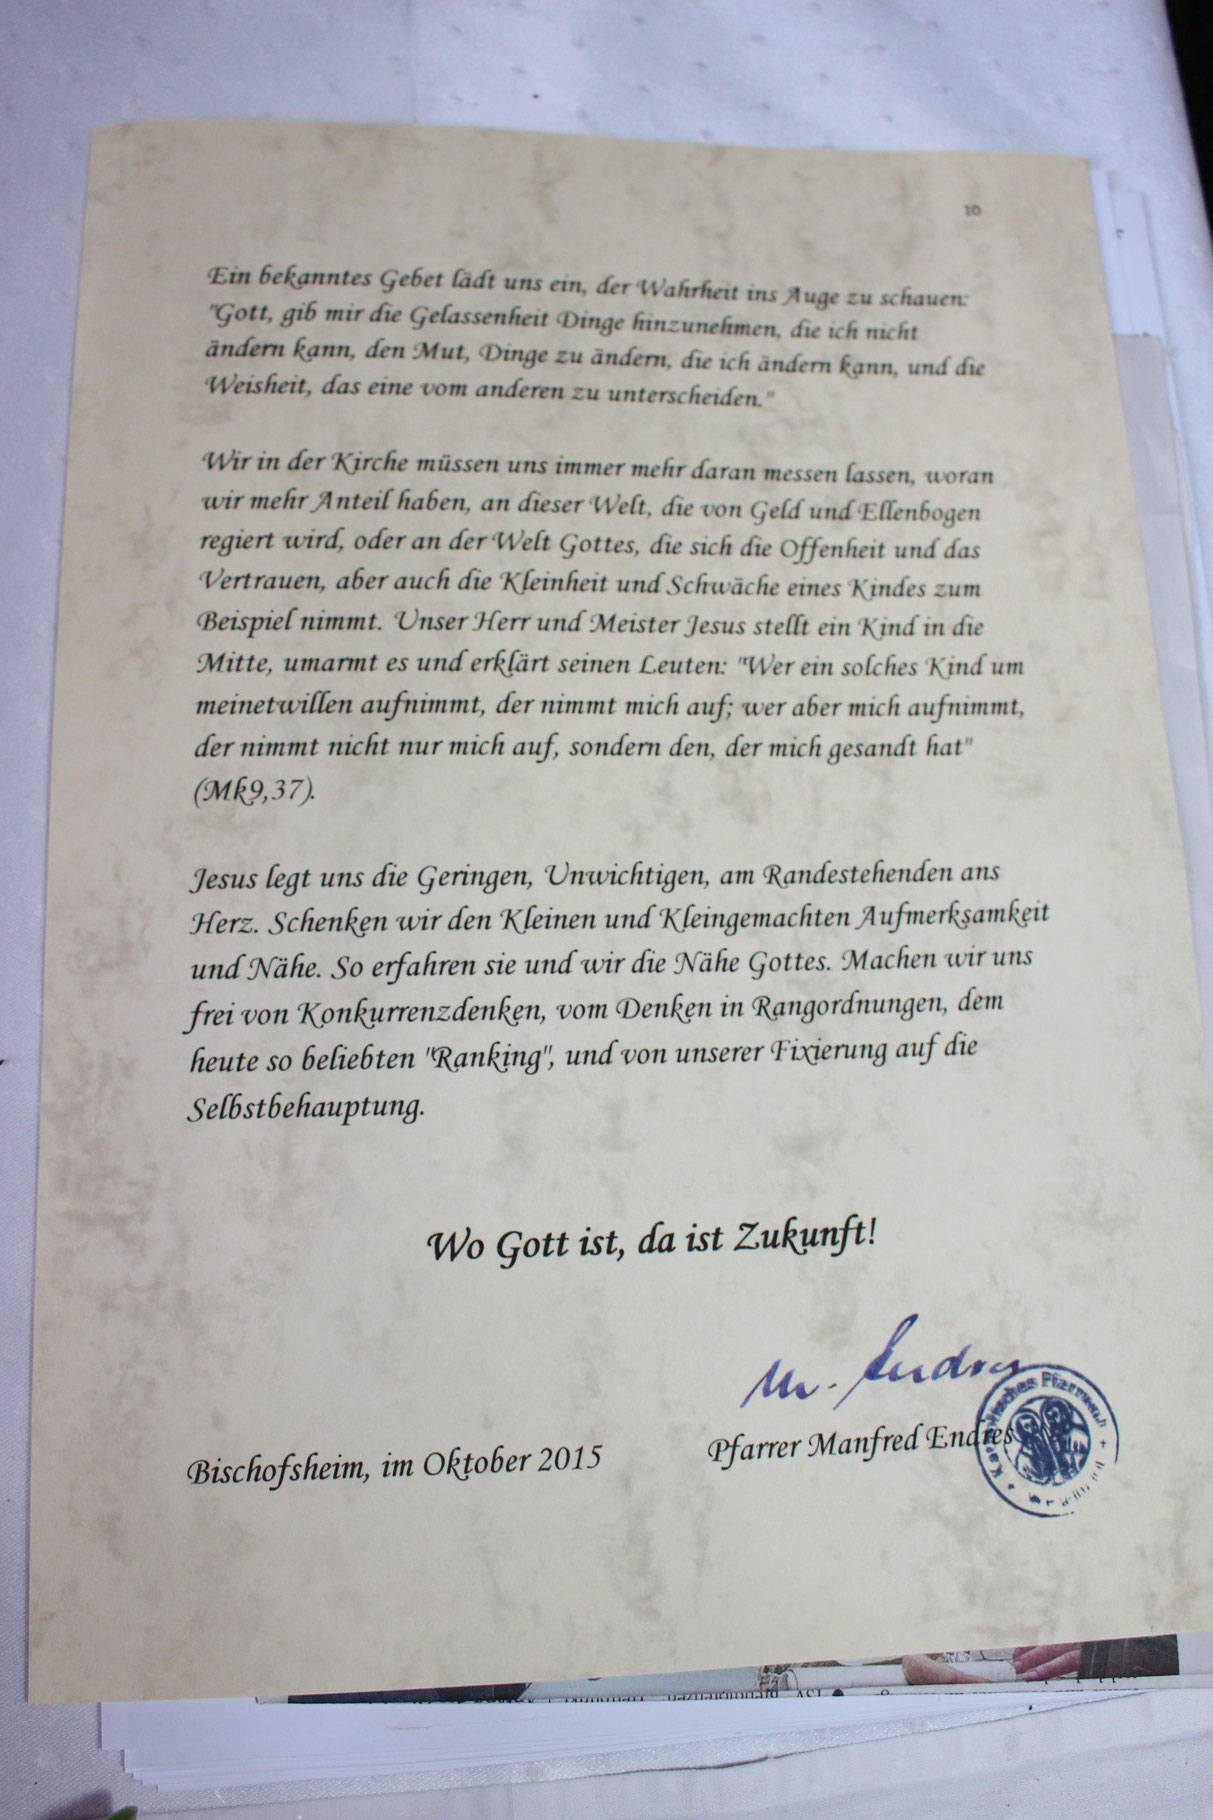 10
Ein bekanntes Gebet lädt uns ein, der Wahrheit ins Auge zu schauen:
"Gott, gib mir die Gelassenheit Dinge hinzunehmen, die ich nicht
ändern kann, den Mut, Dinge zu ändern, die ich ändern kann, und die
Weisheit, das eine vom anderen zu unterscheiden."
Wir in der Kirche müssen uns immer mehr daran messen lassen, woran
wir mehr Anteil haben, an dieser Welt, die von Geld und Ellenbogen
regiert wird, oder an der Welt Gottes, die sich die Offenheit und das
Vertrauen, aber auch die Kleinheit und Schwäche eines Kindes zum
Beispiel nimmt. Unser Herr und Meister Jesus stellt ein Kind in die
Mitte, umarmt es und erklärt seinen Leuten: "Wer ein solches Kind um
meinetwillen aufnimmt, der nimmt mich auf; wer aber mich aufnimmt,
der nimmt nicht nur mich auf, sondern den, der mich gesandt hat"
(Mk9,37).
Jesus legt uns die Geringen, Unwichtigen, am Randestehenden ans
Herz. Schenken wir den Kleinen und Kleingemachten Aufmerksamkeit
und Nähe. So erfahren sie und wir die Nähe Gottes. Machen wir uns
frei von Konkurrenzdenken, vom Denken in Rangordnungen, dem
heute so beliebten "Ranking", und von unserer Fixierung auf die
Selbstbehauptung.
Wo Gott ist, da ist Zukunft!
M. Endres
Pfarrer Manfred Endres
Bischofsheim, im Oktober 2015
Katholisches Pfarramt